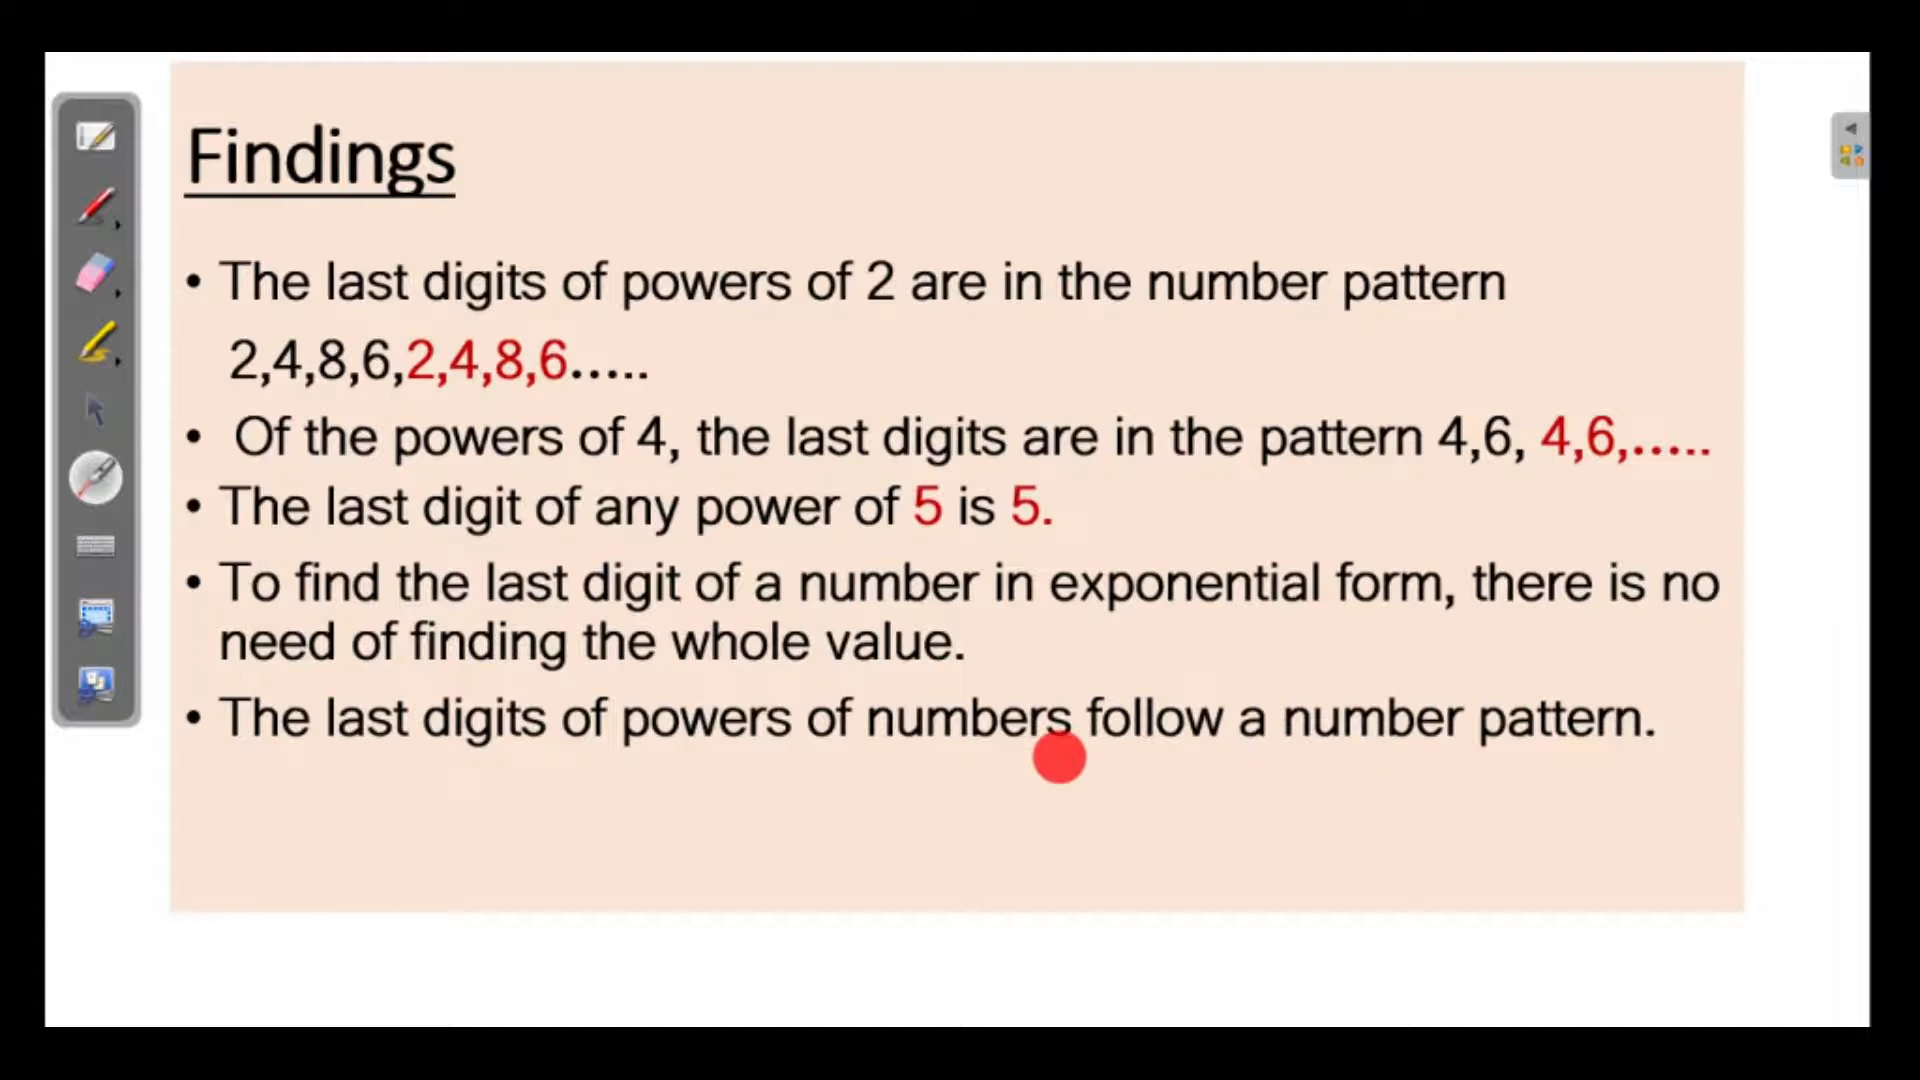 Findings
• The last digits of powers of 2 are in the number pattern
2,4,8,6,2,4,8,6.....
• Of the powers of 4, the last digits are in the pattern 4,6, 4,6,.....
• The last digit of any power of 5 is 5.
• To find the last digit of a number in exponential form, there is no
need of finding the whole value.
• The last digits of powers of numbers follow a number pattern.